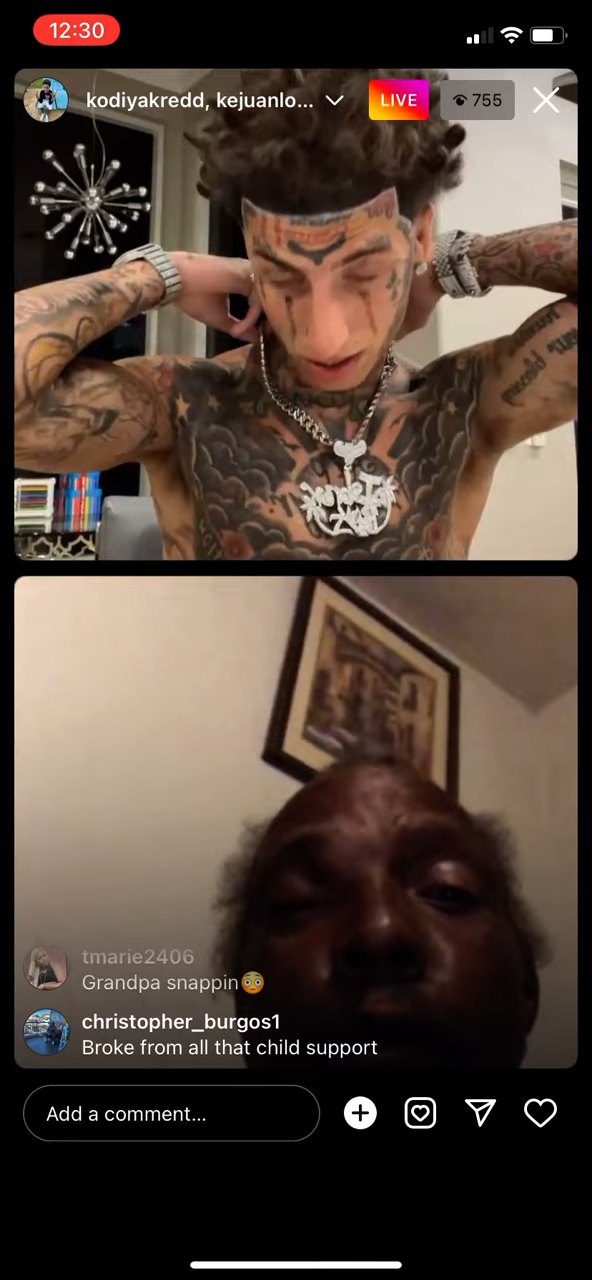 12:30
kodiyakredd, kejuanlo...
LIVE
755
tmarie2406
Grandpa snappin😳
christopher_burgos1
Broke from all that child support
Add a comment...